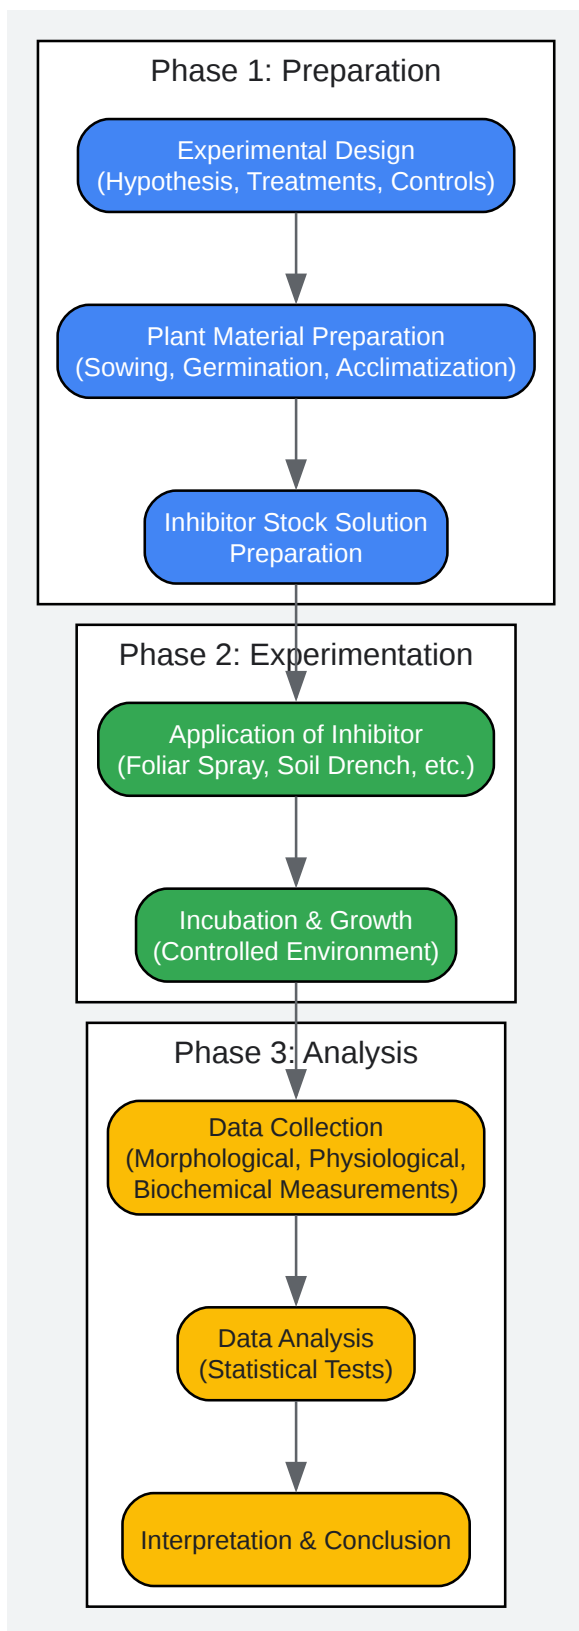 Phase 1: Preparation
Experimental Design
(Hypothesis, Treatments, Controls)
Plant Material Preparation
(Sowing, Germination, Acclimatization)
Inhibitor Stock Solution
Preparation
Phase 2: Experimentation
Application of Inhibitor
(Foliar Spray, Soil Drench, etc.)
Incubation & Growth
(Controlled Environment)
Phase 3: Analysis
Data Collection
(Morphological, Physiological,
Biochemical Measurements)
Data Analysis
(Statistical Tests)
Interpretation & Conclusion